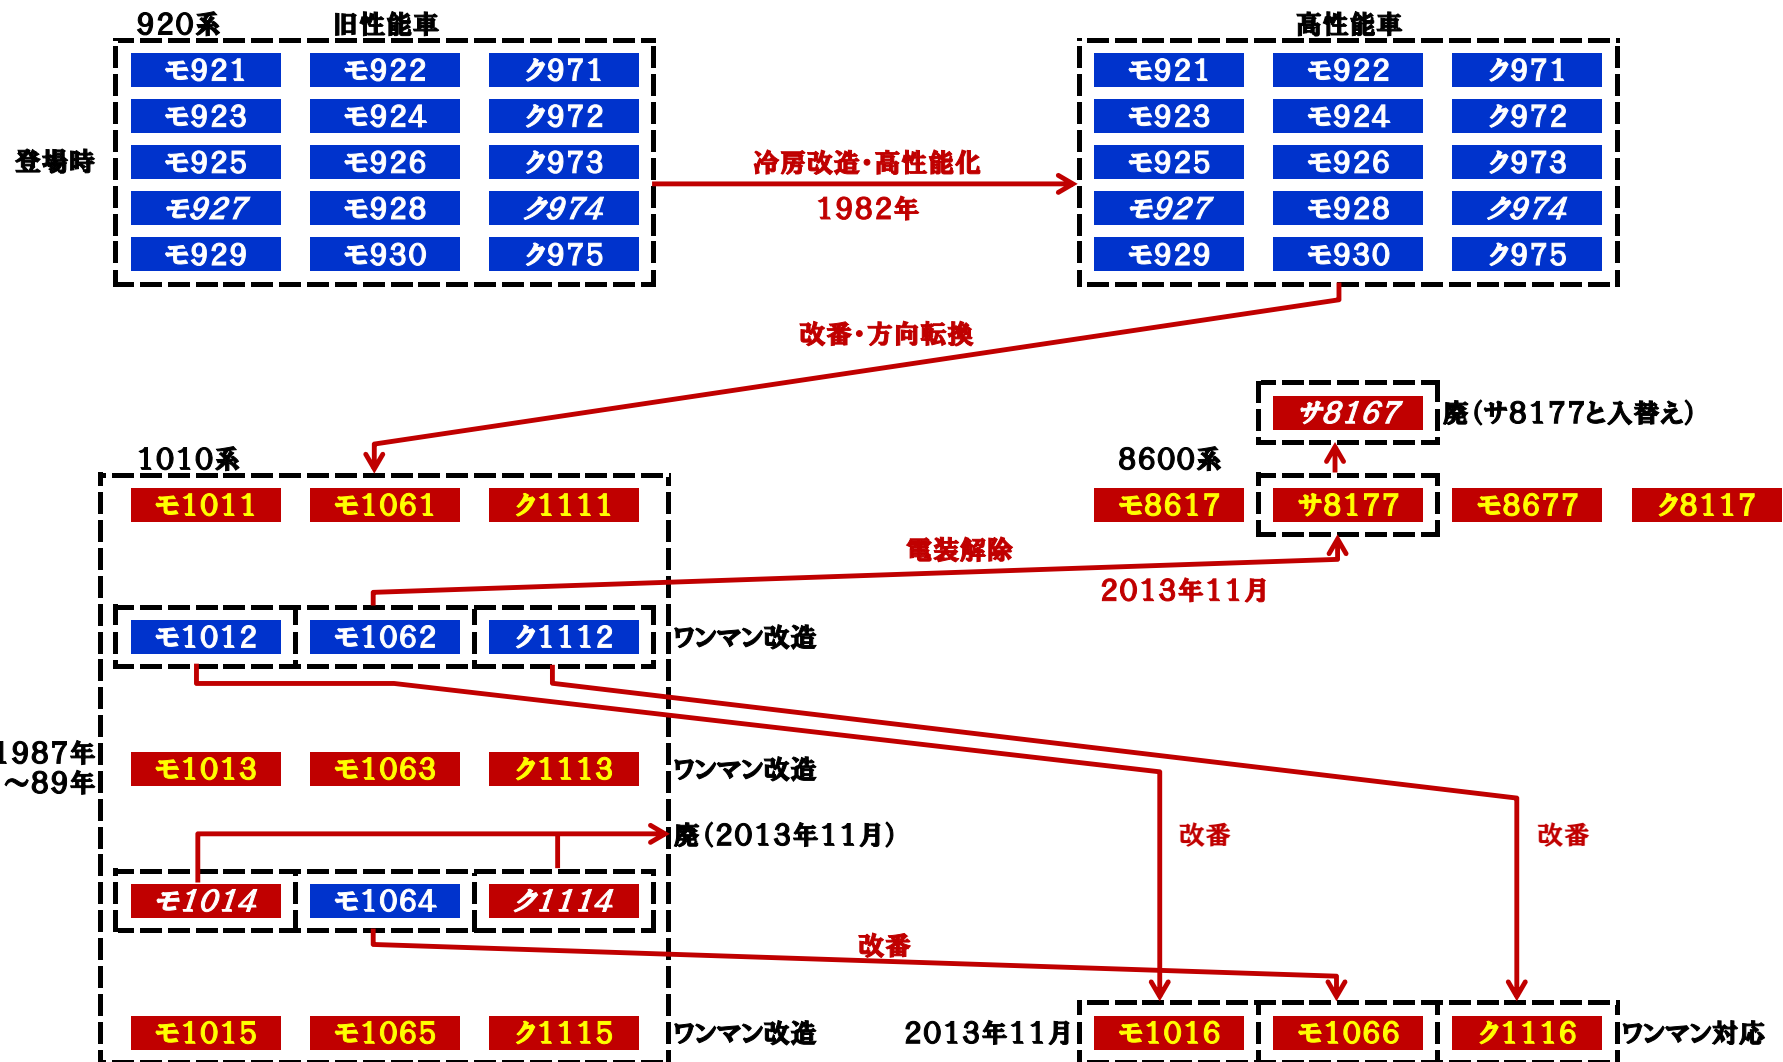 920系 旧性能車
高性能車
モ921 モ922 ク971
モ923 モ924 ク972
モ925 モ926 ク973
モ927 モ928 ク974
モ929 モ930 ク975
登場時
冷房改造・高性能化
1982年
モ921 モ922 ク971
モ923 モ924 ク972
モ925 モ926 ク973
モ927 モ928 ク974
モ929 モ930 ク975
改番・方向転換
サ8167 廃(サ8177と入替え)
8600系
モ8617 サ8177 モ8677 ク8117
1010系
モ1011 モ1061 ク1111
電装解除
2013年11月
モ1012 モ1062 ク1112 ワンマン改造
1987年
～89年
モ1013 モ1063 ク1113 ワンマン改造
廃(2013年11月)
改番
改番
モ1014 モ1064 ク1114
改番
モ1015 モ1065 ク1115 ワンマン改造
2013年11月 モ1016 モ1066 ク1116 ワンマン対応